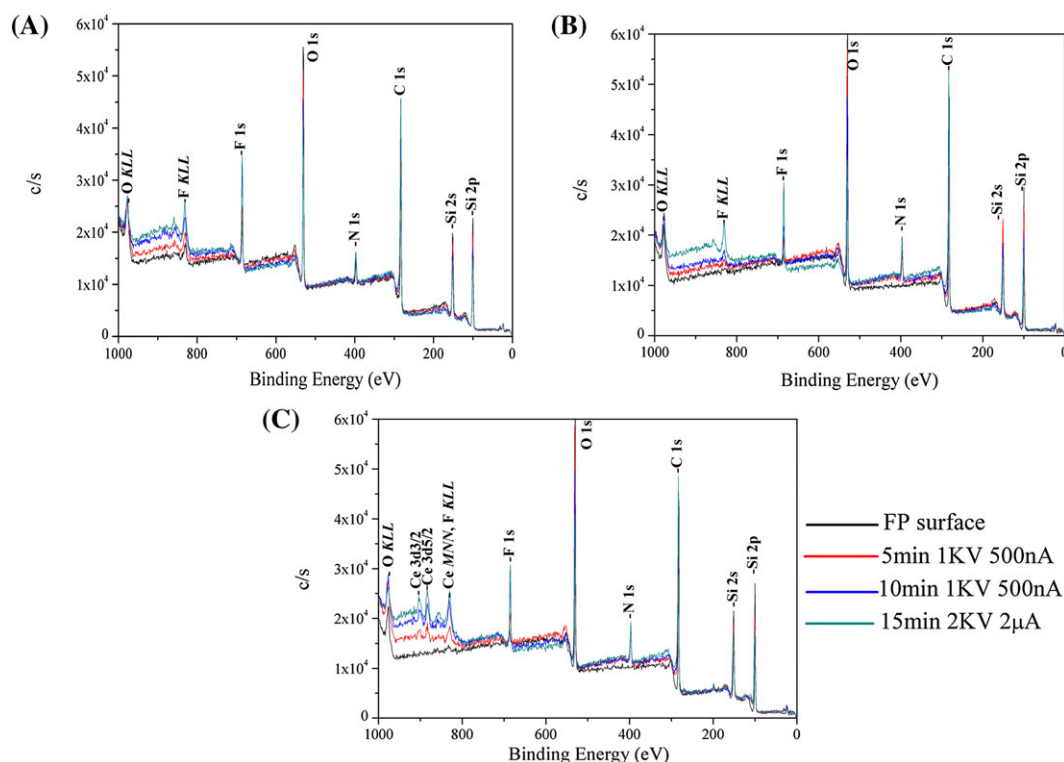 (A)
6x10⁴
5x10⁴
4x10⁴
3x10⁴
2x10⁴
1x10⁴
0
c/s
O KLL
F KLL
-F 1s
O 1s
-N 1s
C 1s
-Si 2s
-Si 2p
1000 800 600 400 200 0
Binding Energy (eV)
(B)
6x10⁴
5x10⁴
4x10⁴
3x10⁴
2x10⁴
1x10⁴
0
c/s
O KLL
F KLL
-F 1s
O 1s
-N 1s
-C 1s
-Si 2s
-Si 2p
1000 800 600 400 200 0
Binding Energy (eV)
(C)
6x10⁴
5x10⁴
4x10⁴
3x10⁴
2x10⁴
1x10⁴
0
c/s
O KLL
Ce 3d3/2
Ce 3d5/2
Ce MNN, F KLL
-F 1s
O 1s
-N 1s
-C 1s
-Si 2s
-Si 2p
1000 800 600 400 200 0
Binding Energy (eV)
FP surface
5min 1KV 500nA
10min 1KV 500nA
15min 2KV 2µA